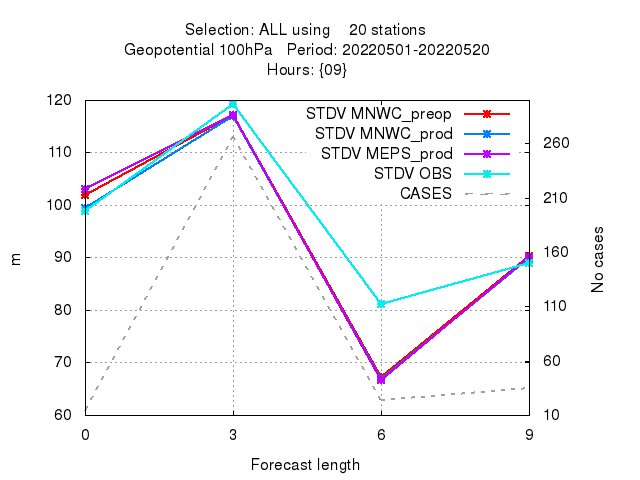 Selection: ALL using 20 stations
Geopotential 100hPa Period: 20220501-20220520
Hours: {09}
STDV MNWC_preop
STDV MNWC_prod
STDV MEPS_prod
STDV OBS
CASES
120
110
100
90
80
70
60
260
210
160
110
60
10
m
No cases
0 3 6 9
Forecast length